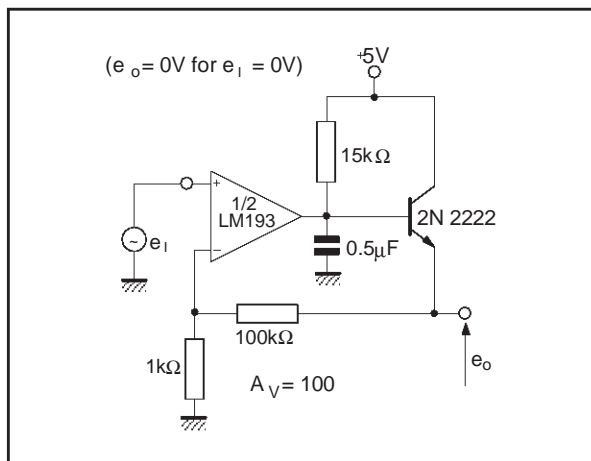 +5V
(e o = 0V for e I = 0V)
15kΩ
+
1/2
LM193
−
2N 2222
e I
~
0.5μF
100kΩ
1kΩ
e o
A V = 100